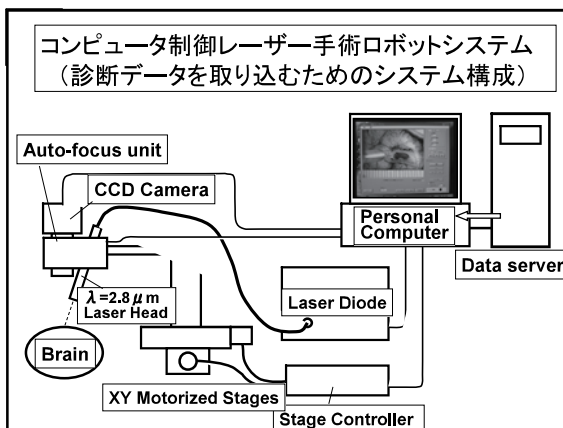 コンピュータ制御レーザー手術ロボットシステム
（診断データを取り込むためのシステム構成）
Auto-focus unit
CCD Camera
Personal
Computer
Data server
λ=2.8μm
Laser Head
Laser Diode
Brain
XY Motorized Stages
Stage Controller